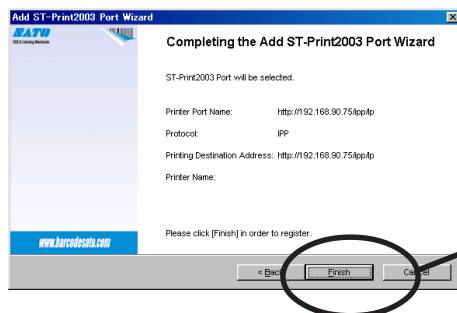 Add ST-Print2003 Port Wizard
SATO
Completing the Add ST-Print2003 Port Wizard
ST-Print2003 Port will be selected.
Printer Port Name: http://192.168.90.75/ipp/lp
Protocol: IPP
Printing Destination Address: http://192.168.90.75/ipp/lp
Printer Name:
Please click [Finish] in order to register.
www.barcodesato.com
< Back Finish Cancel